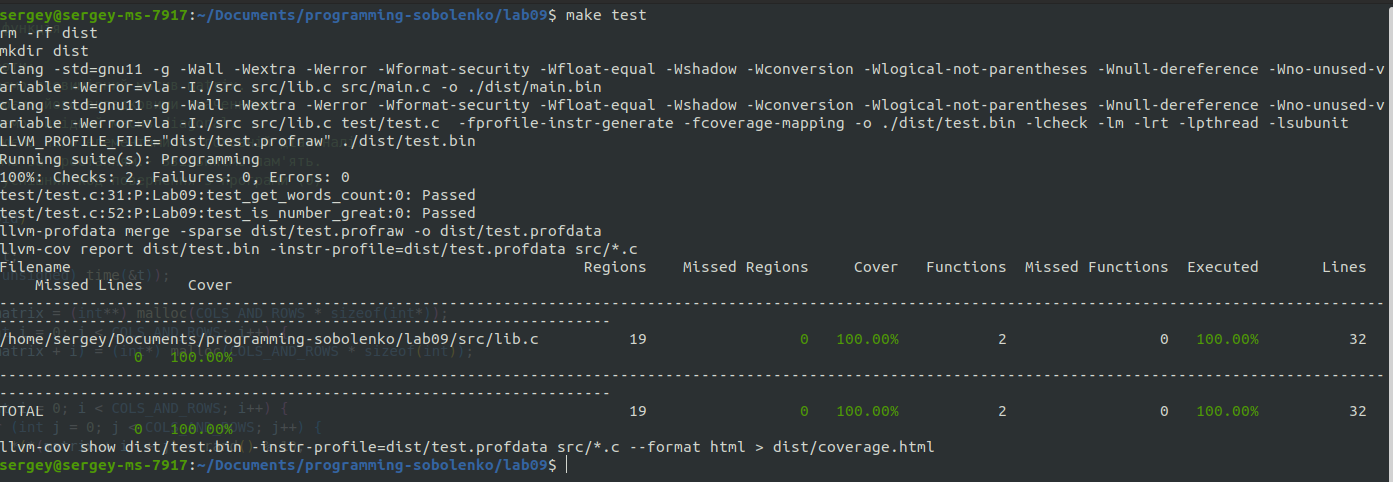 sergey@sergey-ms-7917:~/Documents/programming-sobolenko/lab09$ make test
rm -rf dist
mkdir dist
clang -std=gnu11 -g -Wall -Wextra -Werror -Wformat-security -Wfloat-equal -Wshadow -Wconversion -Wlogical-not-parentheses -Wnull-dereference -Wno-unused-v
ariable -Werror=vla -I./src src/lib.c src/main.c -o ./dist/main.bin
clang -std=gnu11 -g -Wall -Wextra -Werror -Wformat-security -Wfloat-equal -Wshadow -Wconversion -Wlogical-not-parentheses -Wnull-dereference -Wno-unused-v
ariable -Werror=vla -I./src src/lib.c test/test.c  -fprofile-instr-generate -fcoverage-mapping -o ./dist/test.bin -lcheck -lm -lrt -lpthread -lsubunit
LLVM_PROFILE_FILE="dist/test.profraw" ./dist/test.bin
Running suite(s): Programming
100%: Checks: 2, Failures: 0, Errors: 0
test/test.c:31:P:Lab09:test_get_words_count:0: Passed
test/test.c:52:P:Lab09:test_is_number_great:0: Passed
llvm-profdata merge -sparse dist/test.profraw -o dist/test.profdata
llvm-cov report dist/test.bin -instr-profile=dist/test.profdata src/*.c
Filename Regions Missed Regions Cover Functions Missed Functions Executed Lines
Missed Lines Cover
/home/sergey/Documents/programming-sobolenko/lab09/src/lib.c 19 0 100.00% 2 0 100.00% 32
0 100.00%
TOTAL 19 0 100.00% 2 0 100.00% 32
0 100.00%
llvm-cov show dist/test.bin -instr-profile=dist/test.profdata src/*.c --format html > dist/coverage.html
sergey@sergey-ms-7917:~/Documents/programming-sobolenko/lab09$